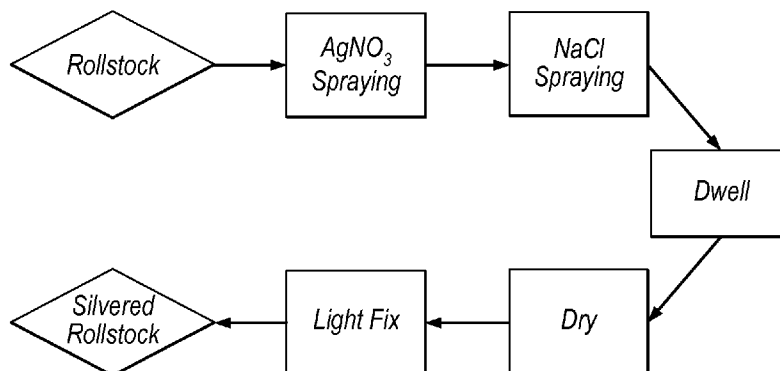 Rollstock
AgNO₃
Spraying
NaCl
Spraying
Dwell
Silvered
Rollstock
Light Fix
Dry